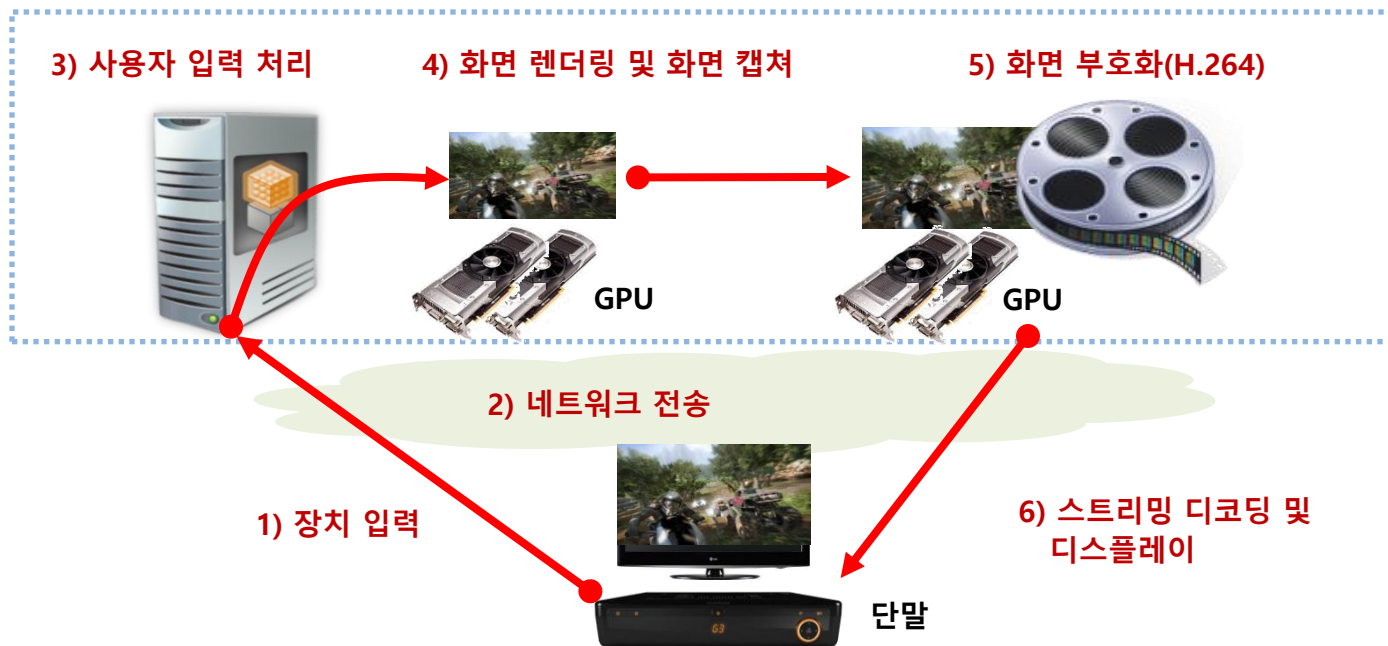 3) 사용자 입력 처리
4) 화면 렌더링 및 화면 캡쳐
5) 화면 부호화(H.264)
GPU
GPU
2) 네트워크 전송
1) 장치 입력
6) 스트리밍 디코딩 및
디스플레이
단말